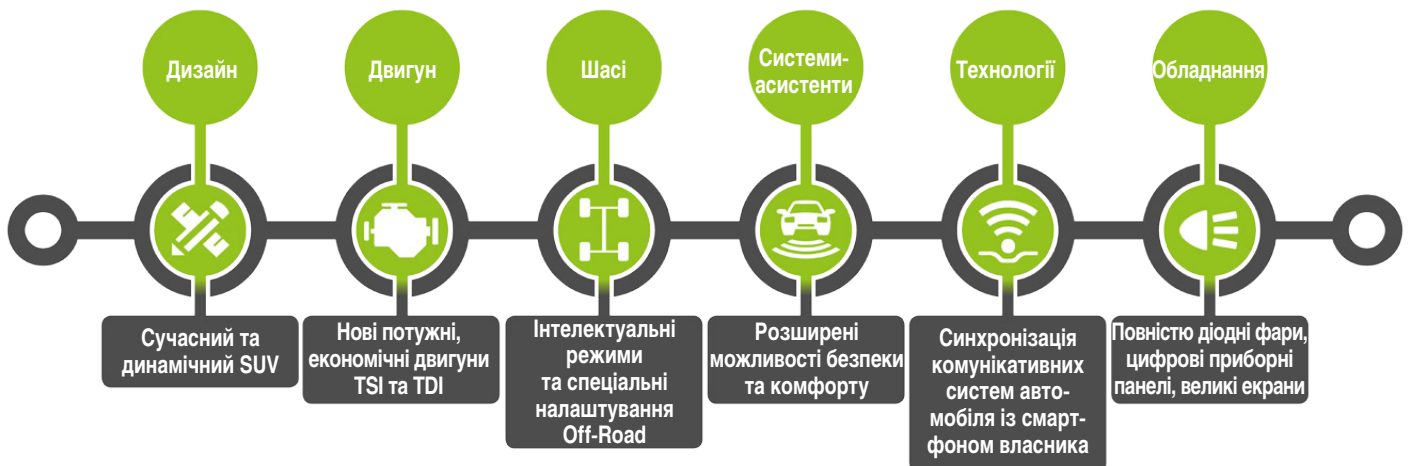 Дизайн
Двигун
Шасі
Системи-
асистенти
Технології
Обладнання
Сучасний та
динамічний SUV
Нові потужні,
економічні двигуни
TSI та TDI
Інтелектуальні
режими
та спеціальні
налаштування
Off-Road
Розширені
можливості безпеки
та комфорту
Синхронізація
комунікативних
систем авто-
мобіля із смарт-
фоном власника
Повністю діодні фари,
цифрові приборні
панелі, великі екрани